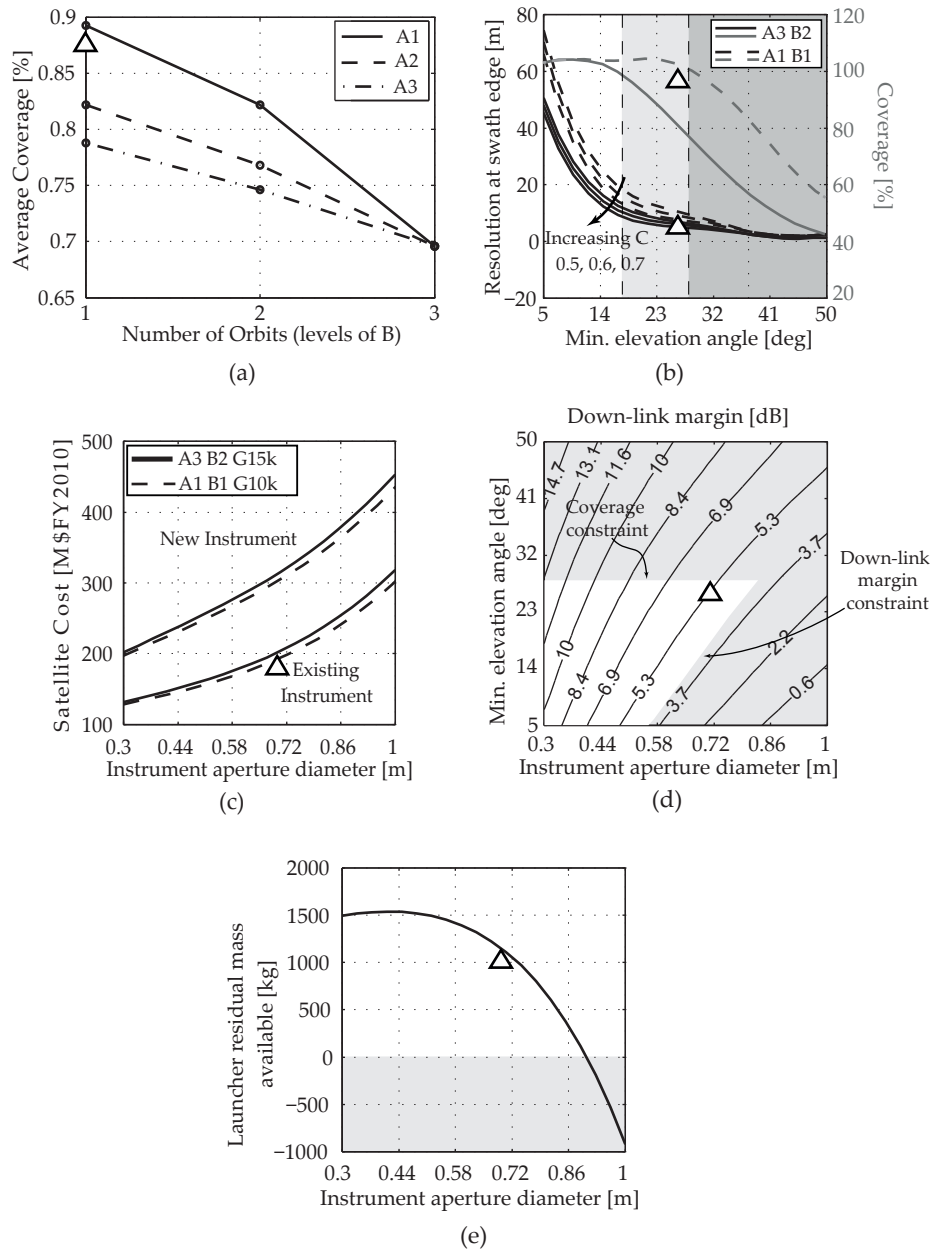 0.9
0.85
0.8
0.75
0.7
0.65
Average Coverage [%]
1
2
3
Number of Orbits (levels of B)
A1
A2
A3
(a)
80
60
40
20
0
−20
Resolution at swath edge [m]
120
100
80
60
40
20
Coverage [%]
A3 B2
A1 B1
Increasing C
0.5, 0.6, 0.7
5
14
23
32
41
50
Min. elevation angle [deg]
(b)
500
400
300
200
100
Satellite Cost [M$FY2010]
A3 B2 G15k
A1 B1 G10k
New Instrument
Existing
Instrument
0.3
0.44
0.58
0.72
0.86
1
Instrument aperture diameter [m]
(c)
Down-link margin [dB]
50
41
32
23
14
5
Min. elevation angle [deg]
14.7
13.1
11.6
10
8.4
6.9
5.3
3.7
Coverage
constraint
Down-link
margin
constraint
10
8.4
6.9
5.3
3.7
2.2
0.6
0.3
0.44
0.58
0.72
0.86
1
Instrument aperture diameter [m]
(d)
2000
1500
1000
500
0
−500
−1000
Launcher residual mass
available [kg]
0.3
0.44
0.58
0.72
0.86
1
Instrument aperture diameter [m]
(e)